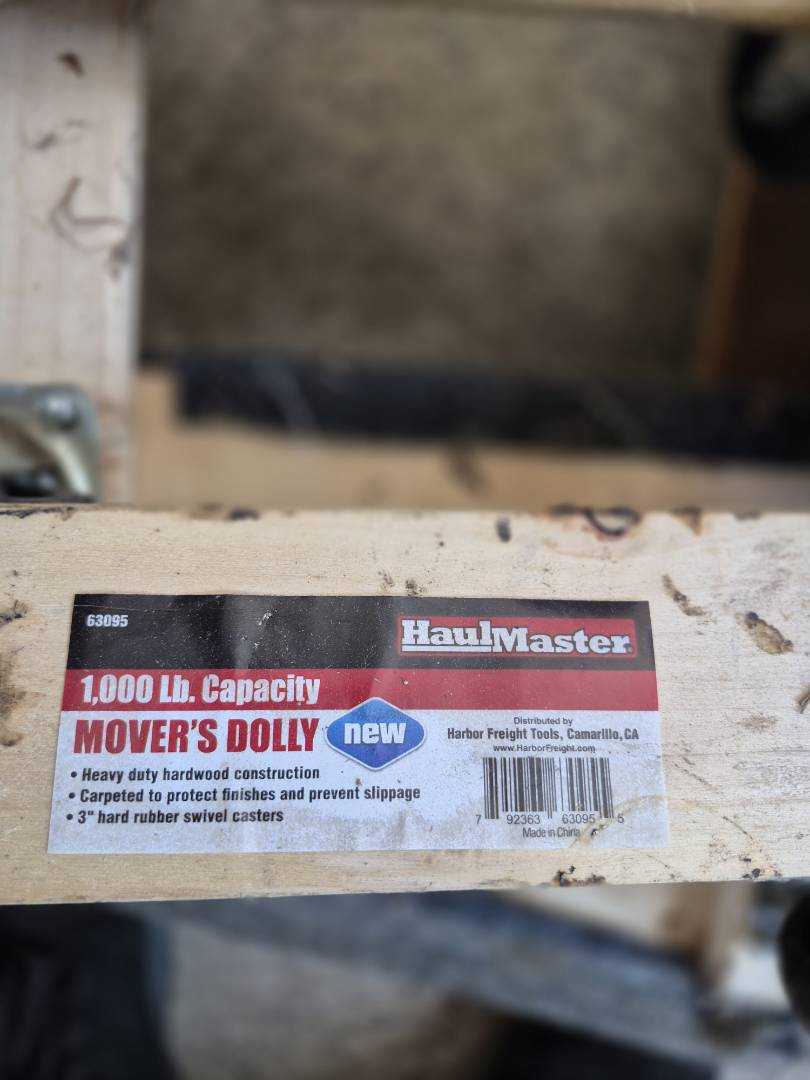 63095
HaulMaster
1,000 Lb. Capacity
MOVER'S DOLLY
new
• Heavy duty hardwood construction
• Carpeted to protect finishes and prevent slippage
• 3" hard rubber swivel casters
Distributed by
Harbor Freight Tools, Camarillo, CA
www.HarborFreight.com
7 92363 63095 5
Made in China